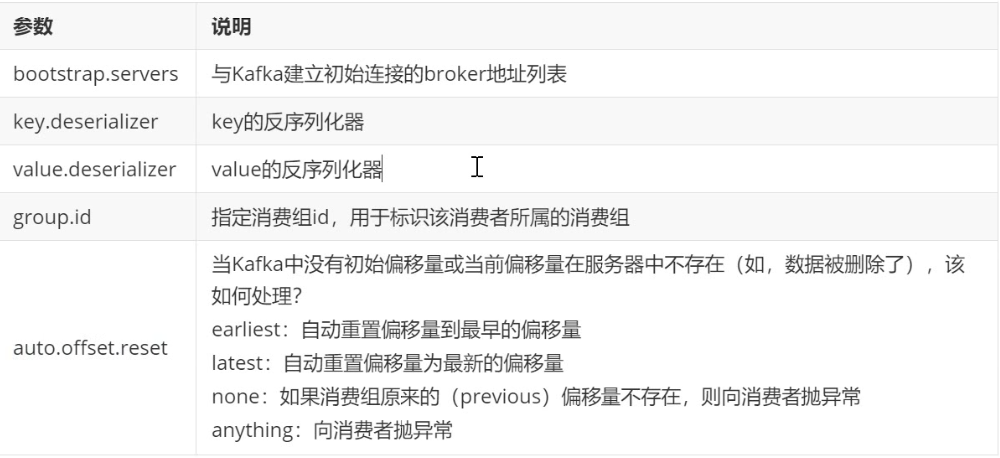 参数 说明
bootstrap.servers 与Kafka建立初始连接的broker地址列表
key.deserializer key的反序列化器
value.deserializer value的反序列化器
group.id 指定消费组id，用于标识该消费者所属的消费组
auto.offset.reset
当Kafka中没有初始偏移量或当前偏移量在服务器中不存在（如，数据被删除了），该
如何处理？
earliest：自动重置偏移量到最早的偏移量
latest：自动重置偏移量为最新的偏移量
none：如果消费组原来的（previous）偏移量不存在，则向消费者抛异常
anything：向消费者抛异常